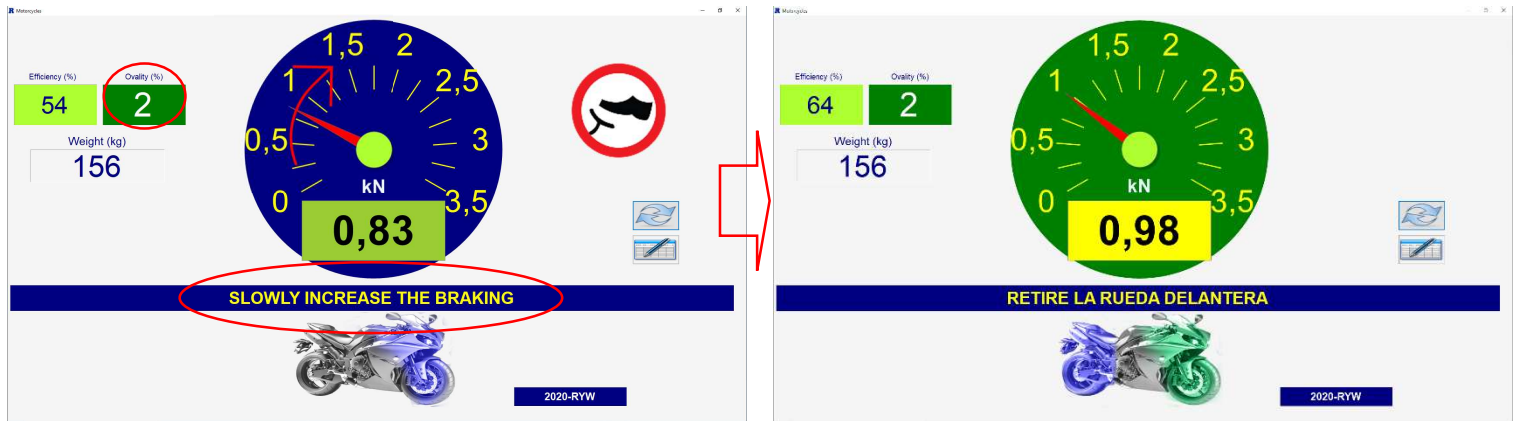 Motorcycles
Efficiency (%)
Ovality (%)
54
2
Weight (kg)
156
0
0,5
1
1,5
2
2,5
3
3,5
kN
0,83
SLOWLY INCREASE THE BRAKING
2020-RYW
Motorcycles
Efficiency (%)
Ovality (%)
64
2
Weight (kg)
156
0
0,5
1
1,5
2
2,5
3
3,5
kN
0,98
RETIRE LA RUEDA DELANTERA
2020-RYW